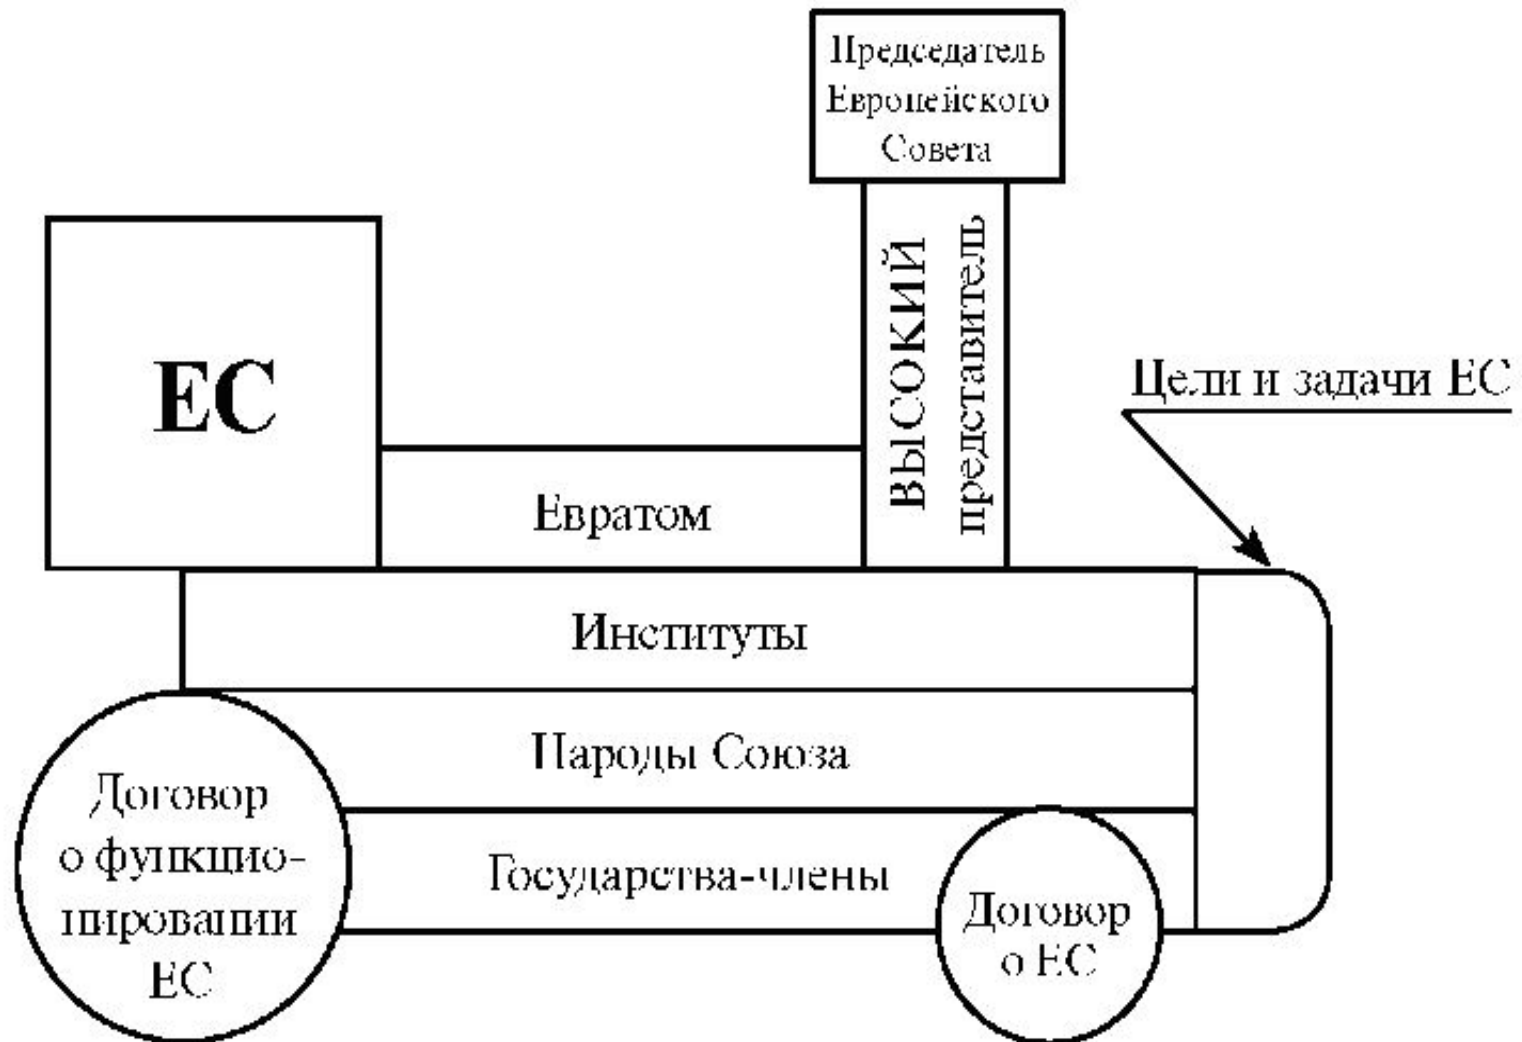 Председатель
Европейского
Совета
ВЫСОКИЙ
представитель
ЕС
Цели и задачи ЕС
Евратом
Институты
Народы Союза
Государства-члены
Договор
о функцио-
нировании
ЕС
Договор
о ЕС